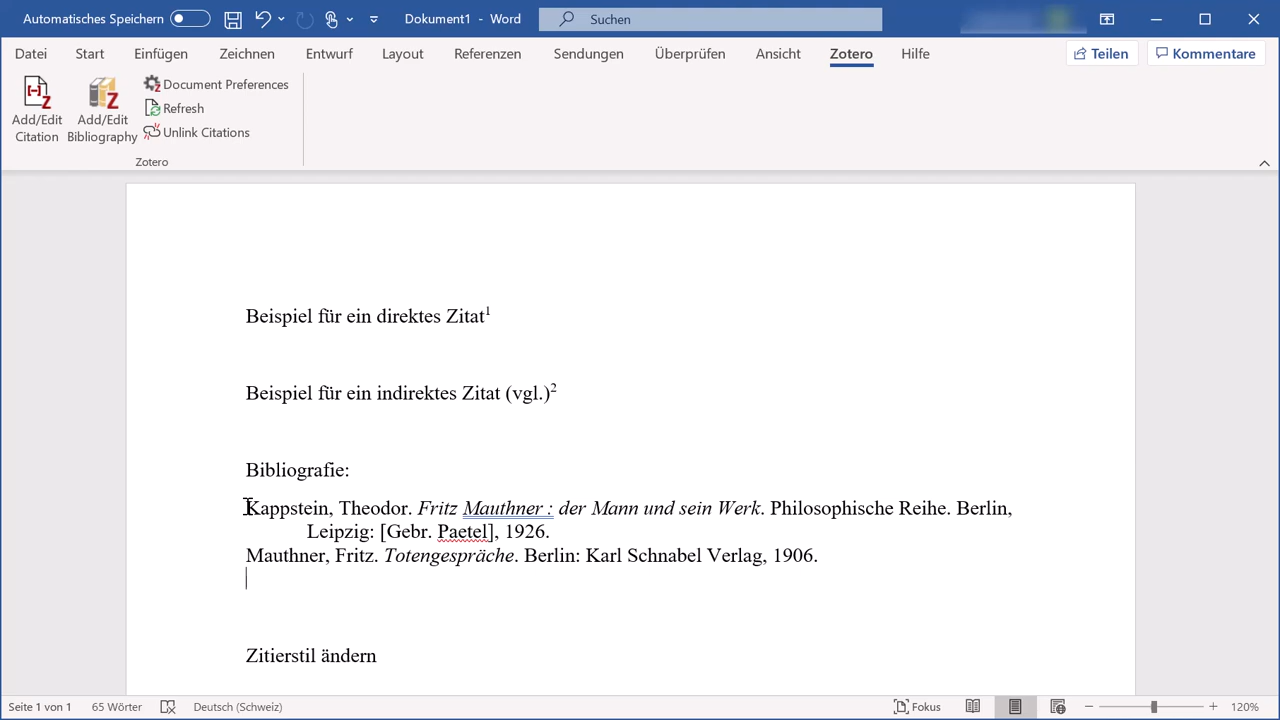 Automatisches Speichern
Dokument1 - Word
Suchen
Datei
Start
Einfügen
Zeichnen
Entwurf
Layout
Referenzen
Sendungen
Überprüfen
Ansicht
Zotero
Hilfe
Teilen
Kommentare
Add/Edit
Citation
Add/Edit
Bibliography
Document Preferences
Refresh
Unlink Citations
Zotero
Beispiel für ein direktes Zitat1
Beispiel für ein indirektes Zitat (vgl.)2
Bibliografie:
Kappstein, Theodor. Fritz Mauthner : der Mann und sein Werk. Philosophische Reihe. Berlin,
Leipzig: [Gebr. Paetel], 1926.
Mauthner, Fritz. Totengespräche. Berlin: Karl Schnabel Verlag, 1906.
Zitierstil ändern
Seite 1 von 1
65 Wörter
Deutsch (Schweiz)
Fokus
120%